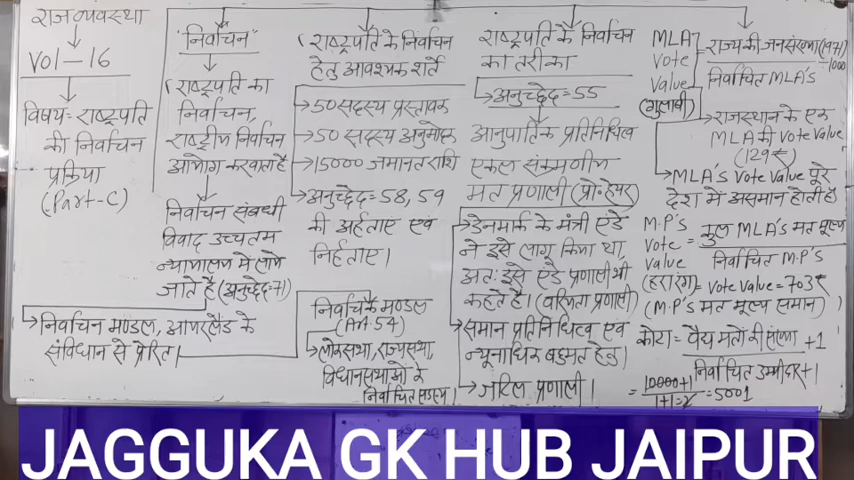 राजव्यवस्था
Vol-16
विषय: राष्ट्रपति
की निर्वाचन
प्रक्रिया
(Part-C)
"निर्वाचन"
राष्ट्रपति का
निर्वाचन,
राष्ट्रीय निर्वाचन
आयोग करवाता है
निर्वाचन संबंधी
विवाद उच्चतम
न्यायालय में लाये
जाते है (अनुच्छेद=71)
निर्वाचन मण्डल, आयरलैंड के
संविधान से प्रेरित।
राष्ट्रपति के निर्वाचन
हेतु आवश्यक शर्ते
50 सदस्य प्रस्तावक
50 सदस्य अनुमोदक
15000 जमानत राशि
अनुच्छेद=58,59
की अर्हताए एवं
निर्हताए।
निर्वाचक मण्डल
(Art.54)
लोकसभा, राज्यसभा,
विधानसभाओं के
निर्वाचित सदस्य
राष्ट्रपति के निर्वाचन
का तरीका
अनुच्छेद=55
आनुपातिक प्रतिनिधित्व
एकल संक्रमणीय
मत प्रणाली (प्रो. हेयर)
डेनमार्क के मंत्री एंडे
ने इसे लागू किया था,
अतः इसे एंडे प्रणाली भी
कहते है। (वरियता प्रणाली)
समान प्रतिनिधित्व एवं
न्यूनाधिक बहुमत हेतु।
जटिल प्रणाली।
MLA
Vote
Value
(गुलाबी)
= राज्य की जनसंख्या (1971)
÷1000
निर्वाचित MLA'S
राजस्थान के एक
MLA की Vote Value
(129 है)
MLA'S Vote Value पूरे
देश में असमान होती है
M.P'S
Vote
Value
(हरा रंग)
= कुल MLA'S मत मूल्य
निर्वाचित M.P'S
= Vote Value = 703 है
(M.P'S मत मूल्य समान)
कोटा = वैद्य मतों की संख्या +1
निर्वाचित उम्मीदवार +1
= 10000+1
1+1=2
=5001
JAGGUKA GK HUB JAIPUR